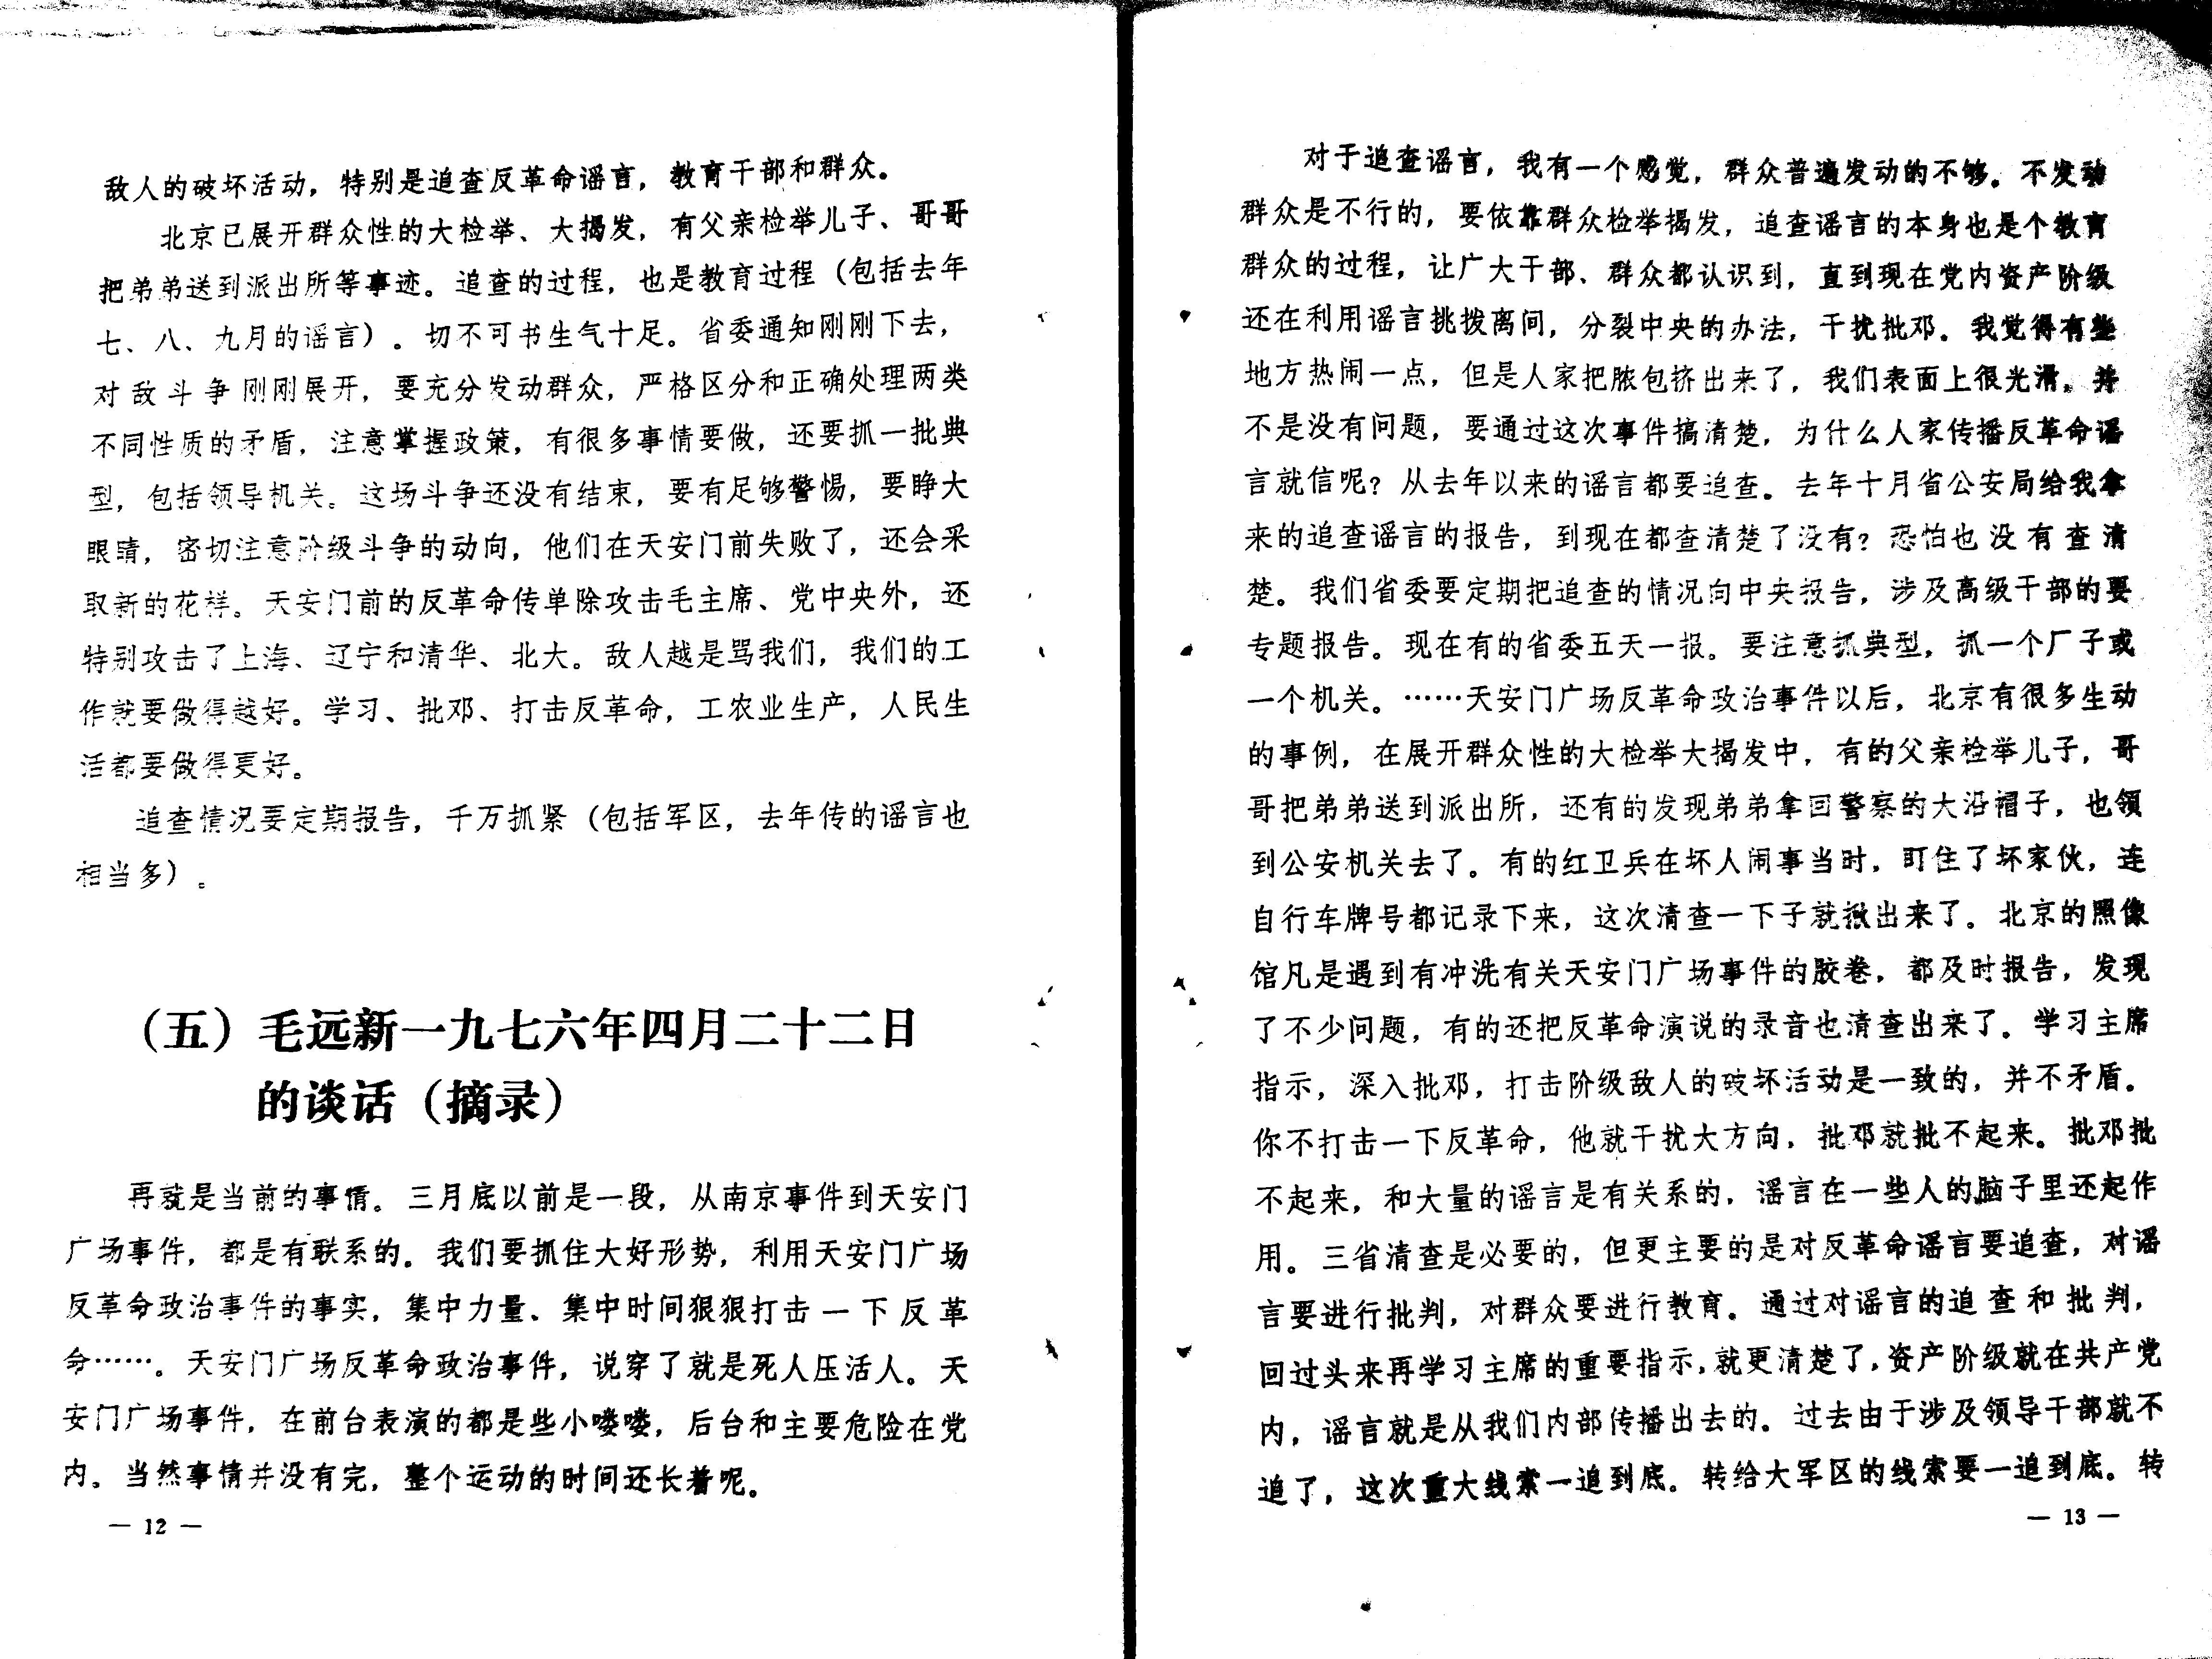 敌人的破坏活动，特别是追查反革命谣言，教育干部和群众。
北京已展开群众性的大检举、大揭发，有父亲检举儿子、哥哥
把弟弟送到派出所等事迹。追查的过程，也是教育过程（包括去年
七、八、九月的谣言）。切不可书生气十足。省委通知刚刚下去，
对敌斗争刚刚展开，要充分发动群众，严格区分和正确处理两类
不同性质的矛盾，注意掌握政策，有很多事情要做，还要抓一批典
型，包括领导机关。这场斗争还没有结束，要有足够警惕，要睁大
眼睛，密切注意阶级斗争的动向，他们在天安门前失败了，还会采
取新的花样。天安门前的反革命传单除攻击毛主席、党中央外，还
特别攻击了上海、辽宁和清华、北大。敌人越是骂我们，我们的工
作就要做得越好。学习、批邓、打击反革命，工农业生产，人民生
活都要做得更好。
追查情况要定期报告，千万抓紧（包括军区，去年传的谣言也
相当多）。
（五）毛远新一九七六年四月二十二日
的谈话（摘录）
再就是当前的事情。三月底以前是一段，从南京事件到天安门
广场事件，都是有联系的。我们要抓住大好形势，利用天安门广场
反革命政治事件的事实，集中力量、集中时间狠狠打击一下反革
命……。天安门广场反革命政治事件，说穿了就是死人压活人。天
安门广场事件，在前台表演的都是些小喽喽，后台和主要危险在党
内。当然事情并没有完，整个运动的时间还长着呢。
— 12 —
对于追查谣言，我有一个感觉，群众普遍发动的不够。不发动
群众是不行的，要依靠群众检举揭发，追查谣言的本身也是个教育
群众的过程，让广大干部、群众都认识到，直到现在党内资产阶级
还在利用谣言挑拨离间，分裂中央的办法，干扰批邓。我觉得有些
地方热闹一点，但是人家把脓包挤出来了，我们表面上很光滑。并
不是没有问题，要通过这次事件搞清楚，为什么人家传播反革命谣
言就信呢？从去年以来的谣言都要追查。去年十月省公安局给我拿
来的追查谣言的报告，到现在都查清楚了没有？恐怕也没有查清
楚。我们省委要定期把追查的情况向中央报告，涉及高级干部的要
专题报告。现在有的省委五天一报。要注意抓典型，抓一个厂子或
一个机关。……天安门广场反革命政治事件以后，北京有很多生动
的事例，在展开群众性的大检举大揭发中，有的父亲检举儿子，哥
哥把弟弟送到派出所，还有的发现弟弟拿回警察的大沿帽子，也领
到公安机关去了。有的红卫兵在坏人闹事当时，盯住了坏家伙，连
自行车牌号都记录下来，这次清查一下子就揪出来了。北京的照像
馆凡是遇到有冲洗有关天安门广场事件的胶卷，都及时报告，发现
了不少问题，有的还把反革命演说的录音也清查出来了。学习主席
指示，深入批邓，打击阶级敌人的破坏活动是一致的，并不矛盾。
你不打击一下反革命，他就干扰大方向，批邓就批不起来。批邓批
不起来，和大量的谣言是有关系的，谣言在一些人的脑子里还起作
用。三省清查是必要的，但更主要的是对反革命谣言要追查，对谣
言要进行批判，对群众要进行教育。通过对谣言的追查和批判，
回过头来再学习主席的重要指示，就更清楚了，资产阶级就在共产党
内，谣言就是从我们内部传播出去的。过去由于涉及领导干部就不
追了，这次重大线索一追到底。转给大军区的线索要一追到底。转
— 13 —